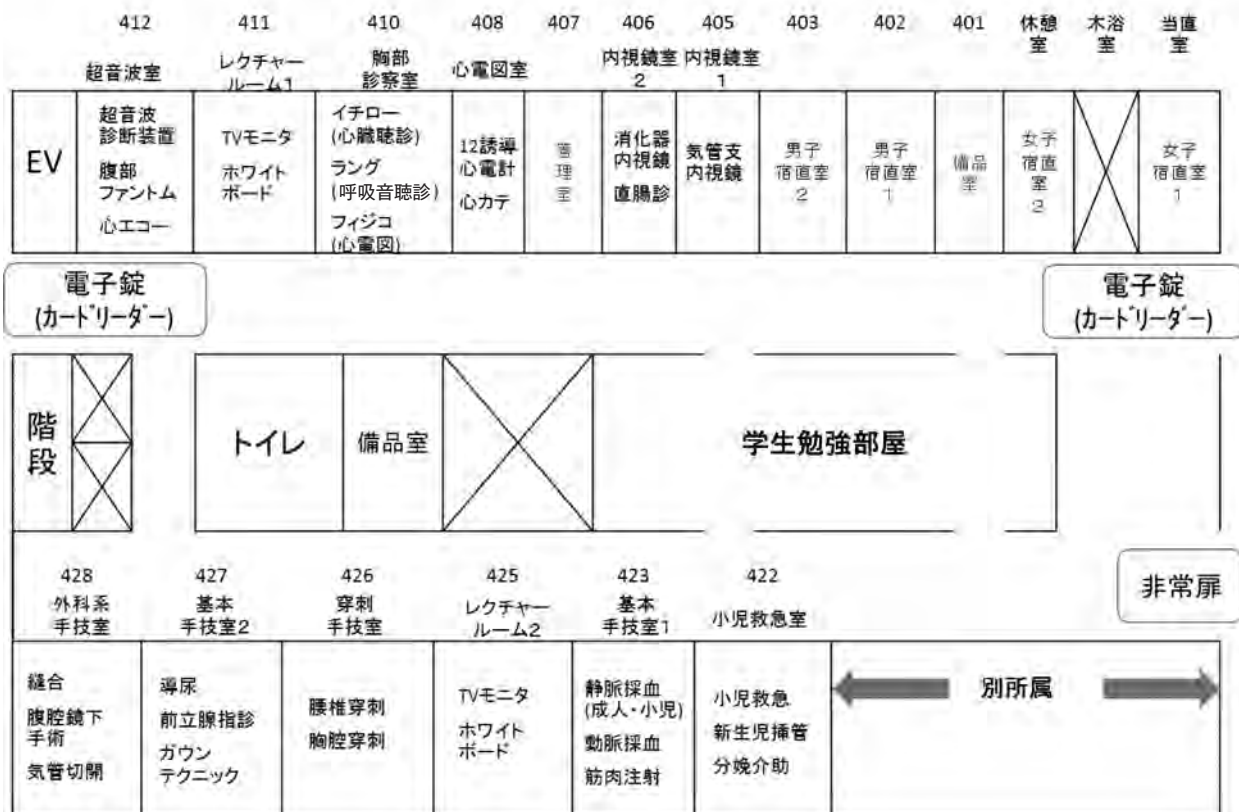 412
411
410
408
407
406
405
403
402
401
休憩
室
木浴
室
当直
室
超音波室
レクチャー
ルーム1
胸部
診察室
心電図室
内視鏡室
2
内視鏡室
1
EV
超音波
診断装置
腹部
ファントム
心エコー
TVモニタ
ホワイト
ボード
イチロー
(心臓聴診)
ラング
(呼吸音聴診)
フィジコ
(心電図)
12誘導
心電計
心カテ
管
理
室
消化器
内視鏡
直腸診
気管支
内視鏡
男子
宿直室
2
男子
宿直室
1
備品
室
女子
宿直
室
2
女子
宿直室
1
電子錠
(カードリーダー)
電子錠
(カードリーダー)
階
段
トイレ
備品室
学生勉強部屋
非常扉
428
外科系
手技室
427
基本
手技室2
426
穿刺
手技室
425
レクチャー
ルーム2
423
基本
手技室1
422
小児救急室
縫合
腹腔鏡下
手術
気管切開
導尿
前立腺指診
ガウン
テクニック
腰椎穿刺
胸腔穿刺
TVモニタ
ホワイト
ボード
静脈採血
(成人・小児)
動脈採血
筋肉注射
小児救急
新生児挿管
分娩介助
別所属